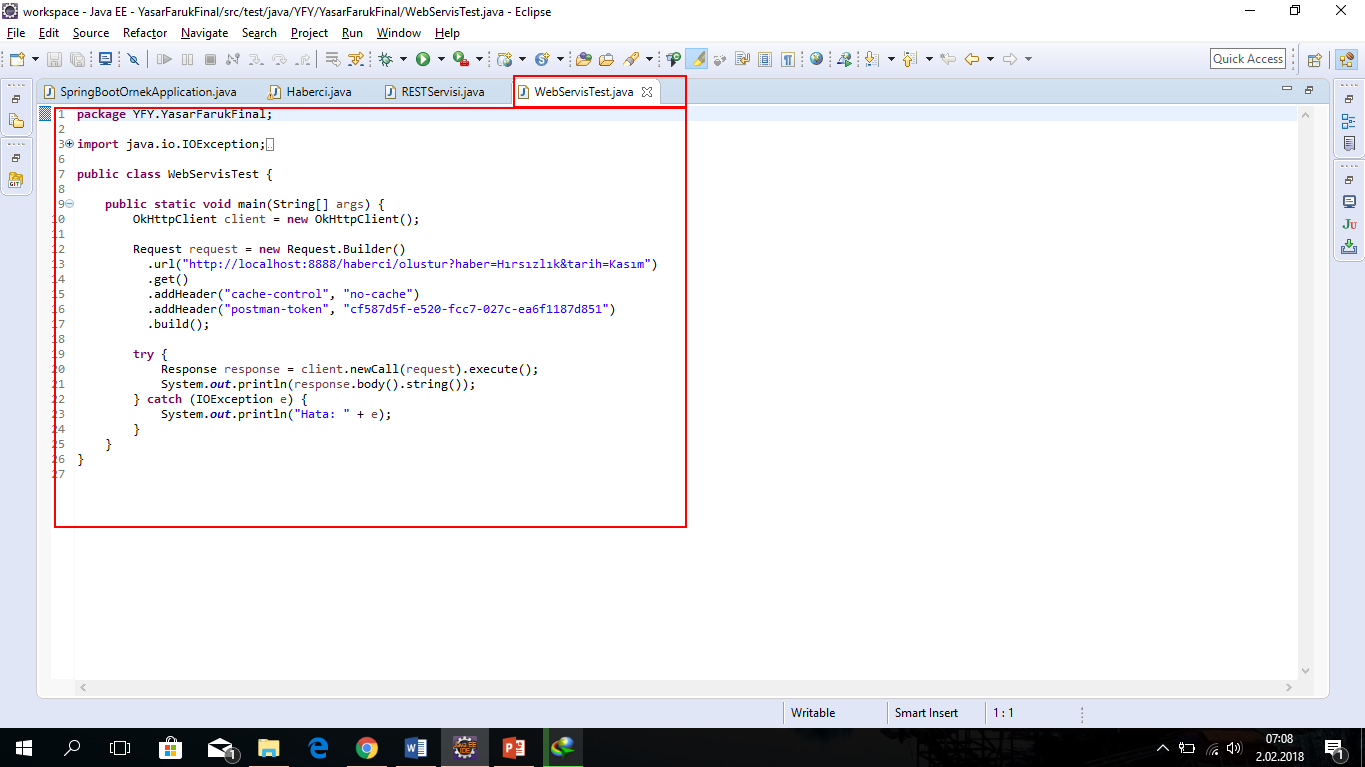 workspace - Java EE - YasarFarukFinal/src/test/java/YFY/YasarFarukFinal/WebServisTest.java - Eclipse
File Edit Source Refactor Navigate Search Project Run Window Help
Quick Access
SpringBootOrnekApplication.java Haberci.java RESTServisi.java WebServisTest.java
1 package YFY.YasarFarukFinal;
2
3 import java.io.IOException;
6
7 public class WebServisTest {
8
9 public static void main(String[] args) {
10 OkHttpClient client = new OkHttpClient();
11
12 Request request = new Request.Builder()
13 .url("http://localhost:8888/haberci/olustur?haber=Hırsızlık&tarih=Kasım")
14 .get()
15 .addHeader("cache-control", "no-cache")
16 .addHeader("postman-token", "cf587d5f-e520-fcc7-027c-ea6f1187d851")
17 .build();
18
19 try {
20 Response response = client.newCall(request).execute();
21 System.out.println(response.body().string());
22 } catch (IOException e) {
23 System.out.println("Hata: " + e);
24 }
25 }
26 }
27
Writable Smart Insert 1 : 1
07:08
2.02.2018